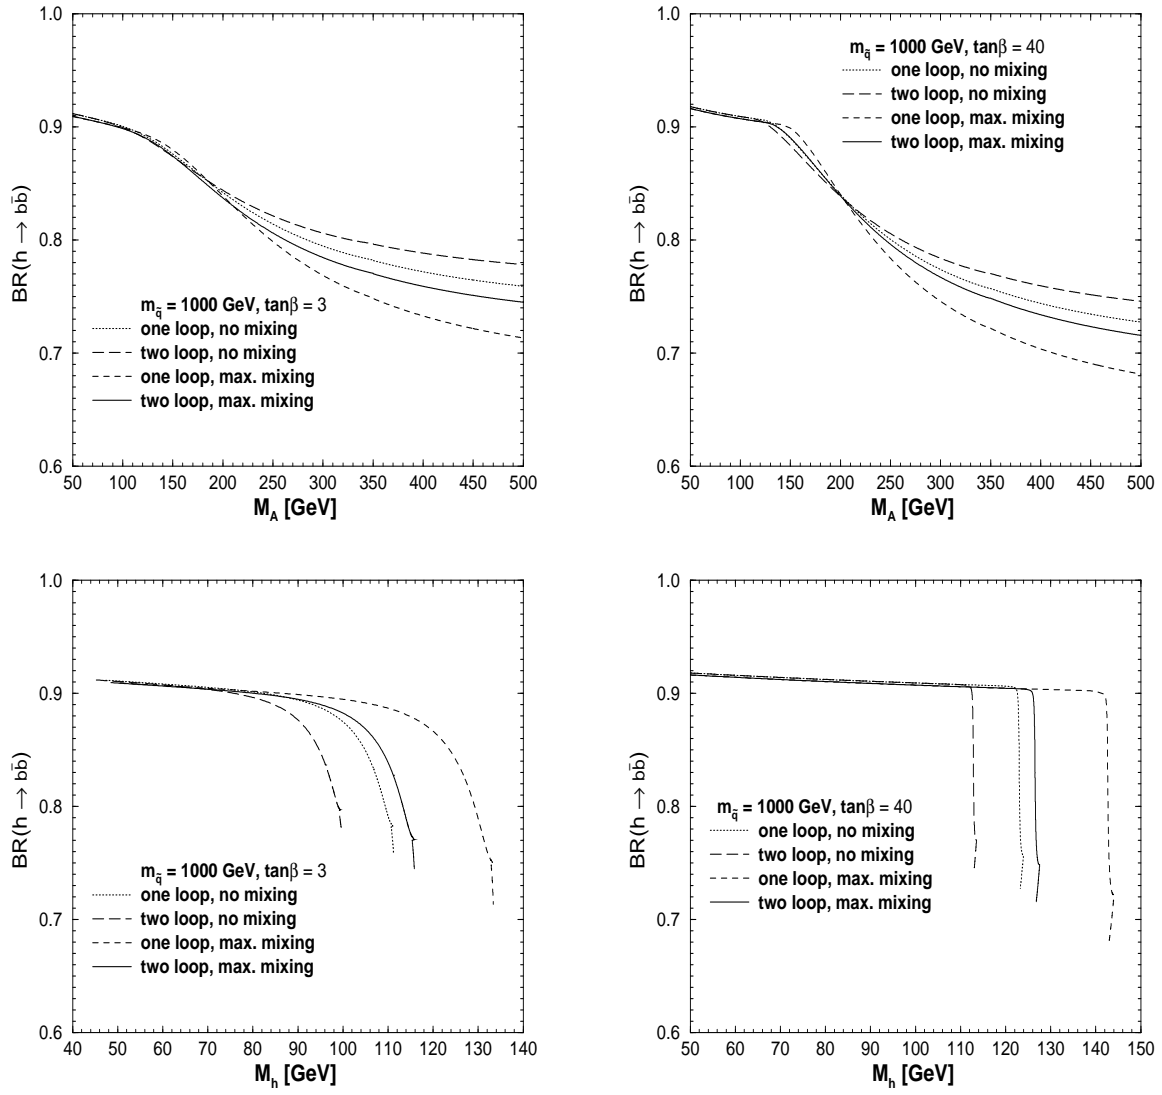 1.0
0.9
0.8
0.7
0.6
BR(h → bb̄)
m_q̃ = 1000 GeV, tanβ = 3
one loop, no mixing
two loop, no mixing
one loop, max. mixing
two loop, max. mixing
50 100 150 200 250 300 350 400 450 500
M_A [GeV]
1.0
0.9
0.8
0.7
0.6
BR(h → bb̄)
m_q̃ = 1000 GeV, tanβ = 40
one loop, no mixing
two loop, no mixing
one loop, max. mixing
two loop, max. mixing
50 100 150 200 250 300 350 400 450 500
M_A [GeV]
1.0
0.9
0.8
0.7
0.6
BR(h → bb̄)
m_q̃ = 1000 GeV, tanβ = 3
one loop, no mixing
two loop, no mixing
one loop, max. mixing
two loop, max. mixing
40 50 60 70 80 90 100 110 120 130 140
M_h [GeV]
1.0
0.9
0.8
0.7
0.6
BR(h → bb̄)
m_q̃ = 1000 GeV, tanβ = 40
one loop, no mixing
two loop, no mixing
one loop, max. mixing
two loop, max. mixing
50 60 70 80 90 100 110 120 130 140 150
M_h [GeV]